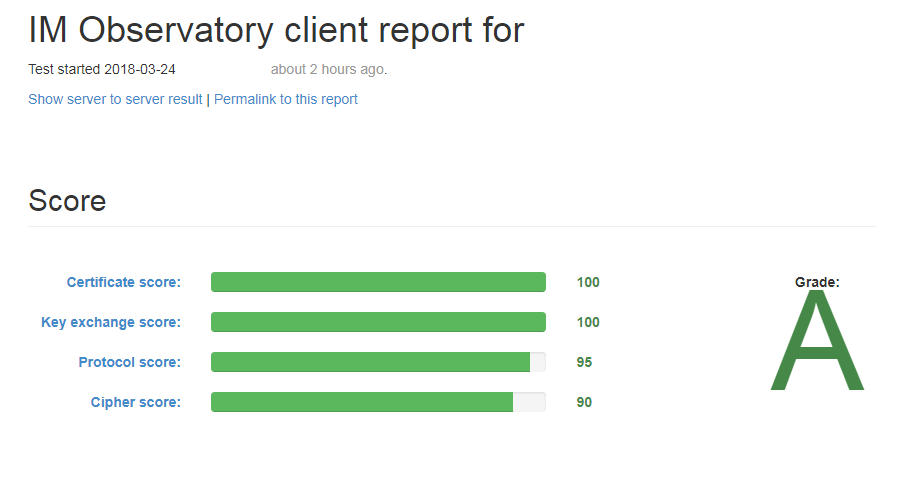 IM Observatory client report for
Test started 2018-03-24 about 2 hours ago.
Show server to server result | Permalink to this report
Score
Certificate score: 100
Grade:
A
Key exchange score: 100
Protocol score: 95
Cipher score: 90